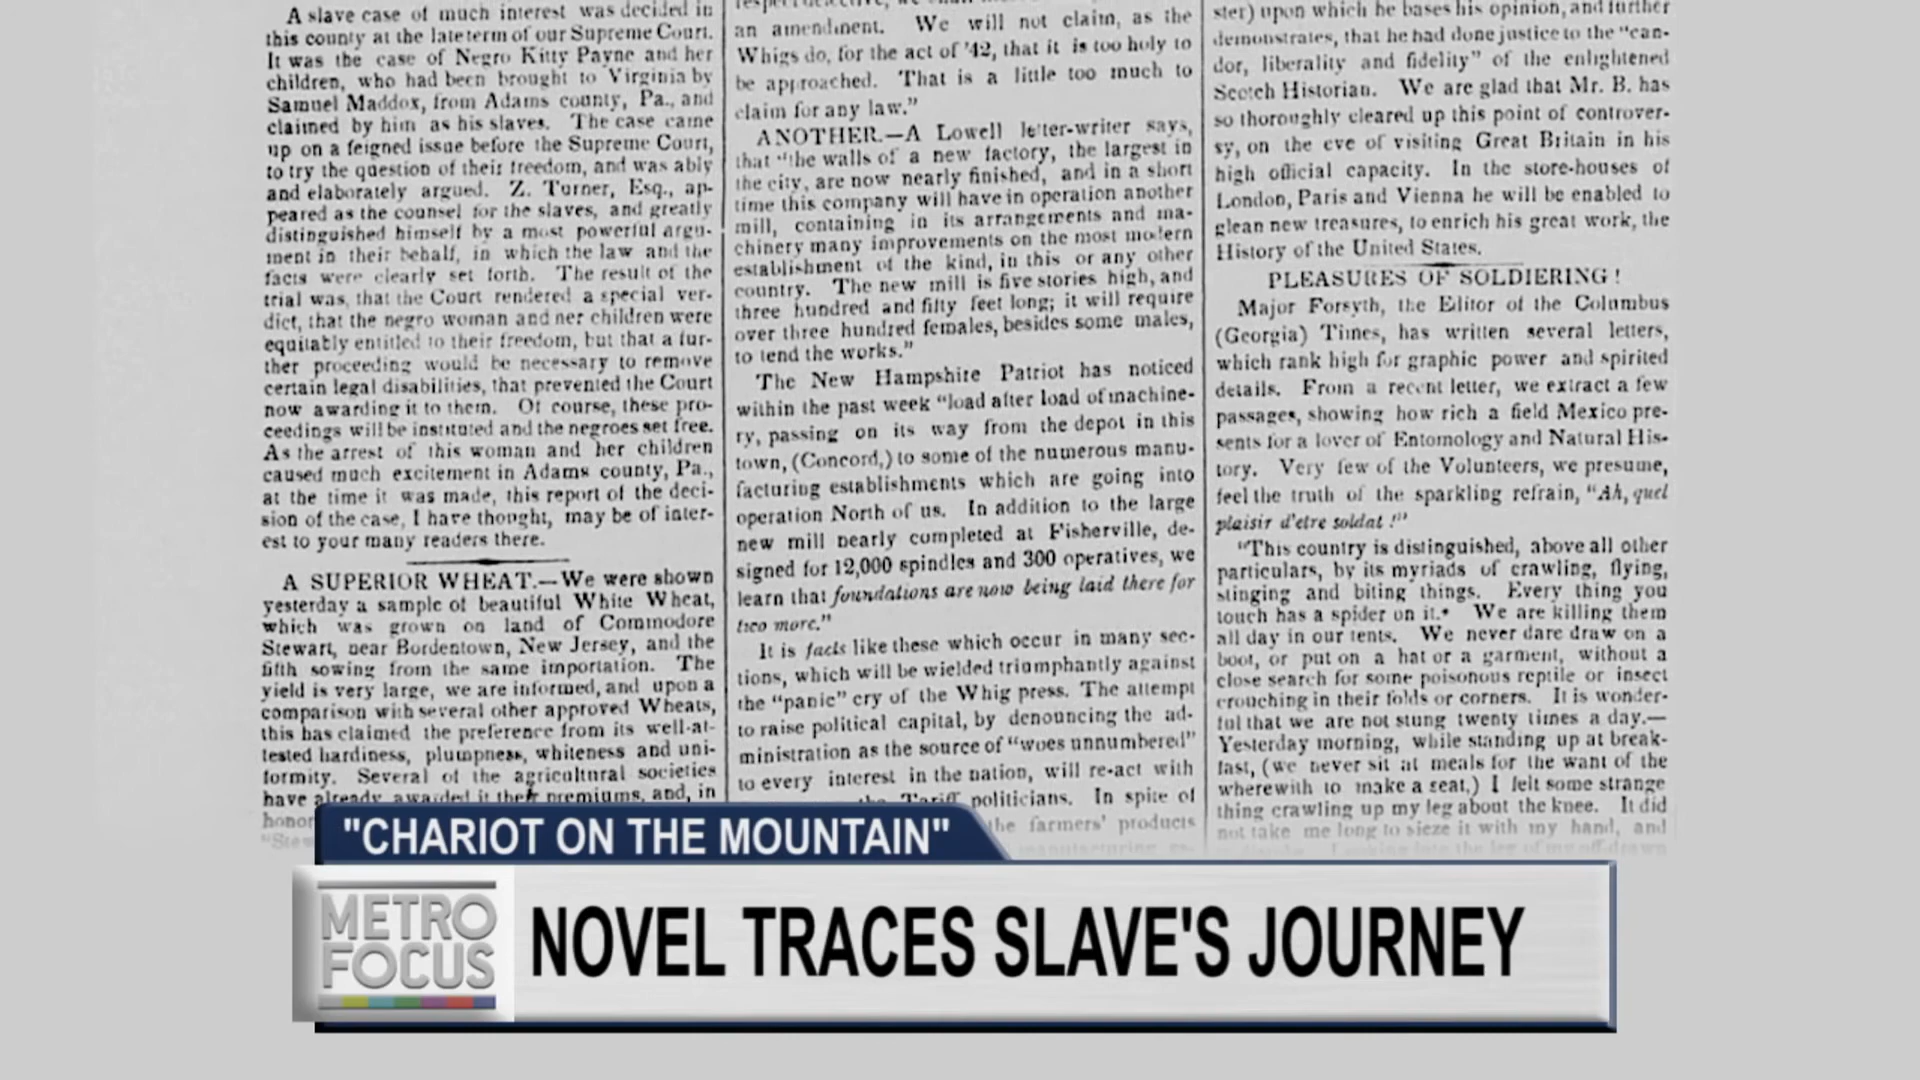 A slave case of much interest was decided in
this county at the late term of our Supreme Court.
It was the case of Negro Kitty Payne and her
children, who had been brought to Virginia by
Samuel Maddox, from Adams county, Pa., and
claimed by him as his slaves. The case came
up on a feigned issue before the Supreme Court,
to try the question of their freedom, and was ably
and elaborately argued. Z. Turner, Esq., ap-
peared as the counsel for the slaves, and greatly
distinguished himself by a most powerful argu-
ment in their behalf, in which the law and the
facts were clearly set forth. The result of the
trial was, that the Court rendered a special ver-
dict, that the negro woman and her children were
equitably entitled to their freedom, but that a fur-
ther proceeding would be necessary to remove
certain legal disabilities, that prevented the Court
now awarding it to them. Of course, these pro-
ceedings will be instituted and the negroes set free.
As the arrest of this woman and her children
caused much excitement in Adams county, Pa.,
at the time it was made, this report of the deci-
sion of the case, I have thought, may be of inter-
est to your many readers there.
A SUPERIOR WHEAT.—We were shown
yesterday a sample of beautiful White Wheat,
which was grown on land of Commodore
Stewart, near Bordentown, New Jersey, and the
fifth sowing from the same importation. The
yield is very large, we are informed, and upon a
comparison with several other approved Wheats,
this has claimed the preference from its well-at-
tested hardiness, plumpness, whiteness and uni-
formity. Several of the agricultural societies
have already awarded it their premiums, and, in
honor
"Stew
an amendment. We will not claim, as the
Whigs do, for the act of '42, that it is too holy to
be approached. That is a little too much to
claim for any law."
ANOTHER.—A Lowell letter-writer says,
that "the walls of a new factory, the largest in
the city, are now nearly finished, and in a short
time this company will have in operation another
mill, containing in its arrangements and ma-
chinery many improvements on the most modern
establishment of the kind, in this or any other
country. The new mill is five stories high, and
three hundred and fifty feet long; it will require
over three hundred females, besides some males,
to tend the works."
The New Hampshire Patriot has noticed
within the past week "load after load of machine-
ry, passing on its way from the depot in this
town, (Concord,) to some of the numerous manu-
facturing establishments which are going into
operation North of us. In addition to the large
new mill nearly completed at Fisherville, de-
signed for 12,000 spindles and 300 operatives, we
learn that foundations are now being laid there for
two more."
It is facts like these which occur in many sec-
tions, which will be wielded triumphantly against
the "panic" cry of the Whig press. The attempt
to raise political capital, by denouncing the ad-
ministration as the source of "woes unnumbered"
to every interest in the nation, will re-act with
the Tariff politicians. In spite of
the farmers' products
ster) upon which he bases his opinion, and further
demonstrates, that he had done justice to the "can-
dor, liberality and fidelity" of the enlightened
Scotch Historian. We are glad that Mr. B. has
so thoroughly cleared up this point of controver-
sy, on the eve of visiting Great Britain in his
high official capacity. In the store-houses of
London, Paris and Vienna he will be enabled to
glean new treasures, to enrich his great work, the
History of the United States.
PLEASURES OF SOLDIERING!
Major Forsyth, the Editor of the Columbus
(Georgia) Times, has written several letters,
which rank high for graphic power and spirited
details. From a recent letter, we extract a few
passages, showing how rich a field Mexico pre-
sents for a lover of Entomology and Natural His-
tory. Very few of the Volunteers, we presume,
feel the truth of the sparkling refrain, "Ah, quel
plaisir d'etre soldat!"
"This country is distinguished, above all other
particulars, by its myriads of crawling, flying,
stinging and biting things. Every thing you
touch has a spider on it. We are killing them
all day in our tents. We never dare draw on a
boot, or put on a hat or a garment, without a
close search for some poisonous reptile or insect
crouching in their folds or corners. It is wonder-
ful that we are not stung twenty times a day.—
Yesterday morning, while standing up at break-
fast, (we never sit at meals for the want of the
wherewith to make a seat,) I felt some strange
thing crawling up my leg about the knee. It did
not take me long to sieze it with my hand, and
"CHARIOT ON THE MOUNTAIN"
METRO
FOCUS
NOVEL TRACES SLAVE'S JOURNEY